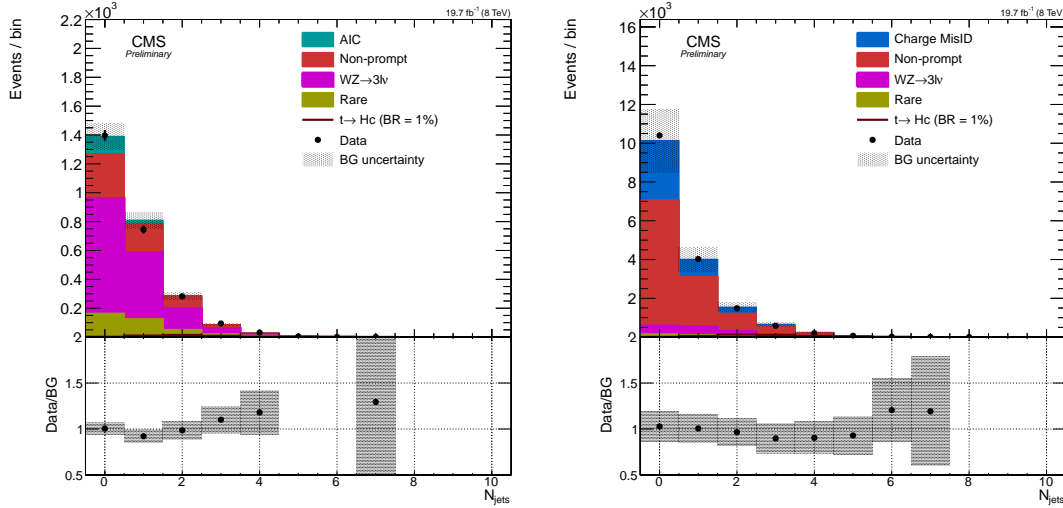 ×10³ 19.7 fb⁻¹ (8 TeV)
Events / bin
2.2
2
1.8
1.6
1.4
1.2
1
0.8
0.6
0.4
0.2
CMS
Preliminary
AIC
Non-prompt
WZ→3lν
Rare
t→ Hc (BR = 1%)
Data
BG uncertainty
Data/BG
2
1.5
1
0.5
0 2 4 6 8 10
N_jets
×10³ 19.7 fb⁻¹ (8 TeV)
Events / bin
16
14
12
10
8
6
4
2
CMS
Preliminary
Charge MisID
Non-prompt
WZ→3lν
Rare
t→ Hc (BR = 1%)
Data
BG uncertainty
Data/BG
2
1.5
1
0.5
0 2 4 6 8 10
N_jets